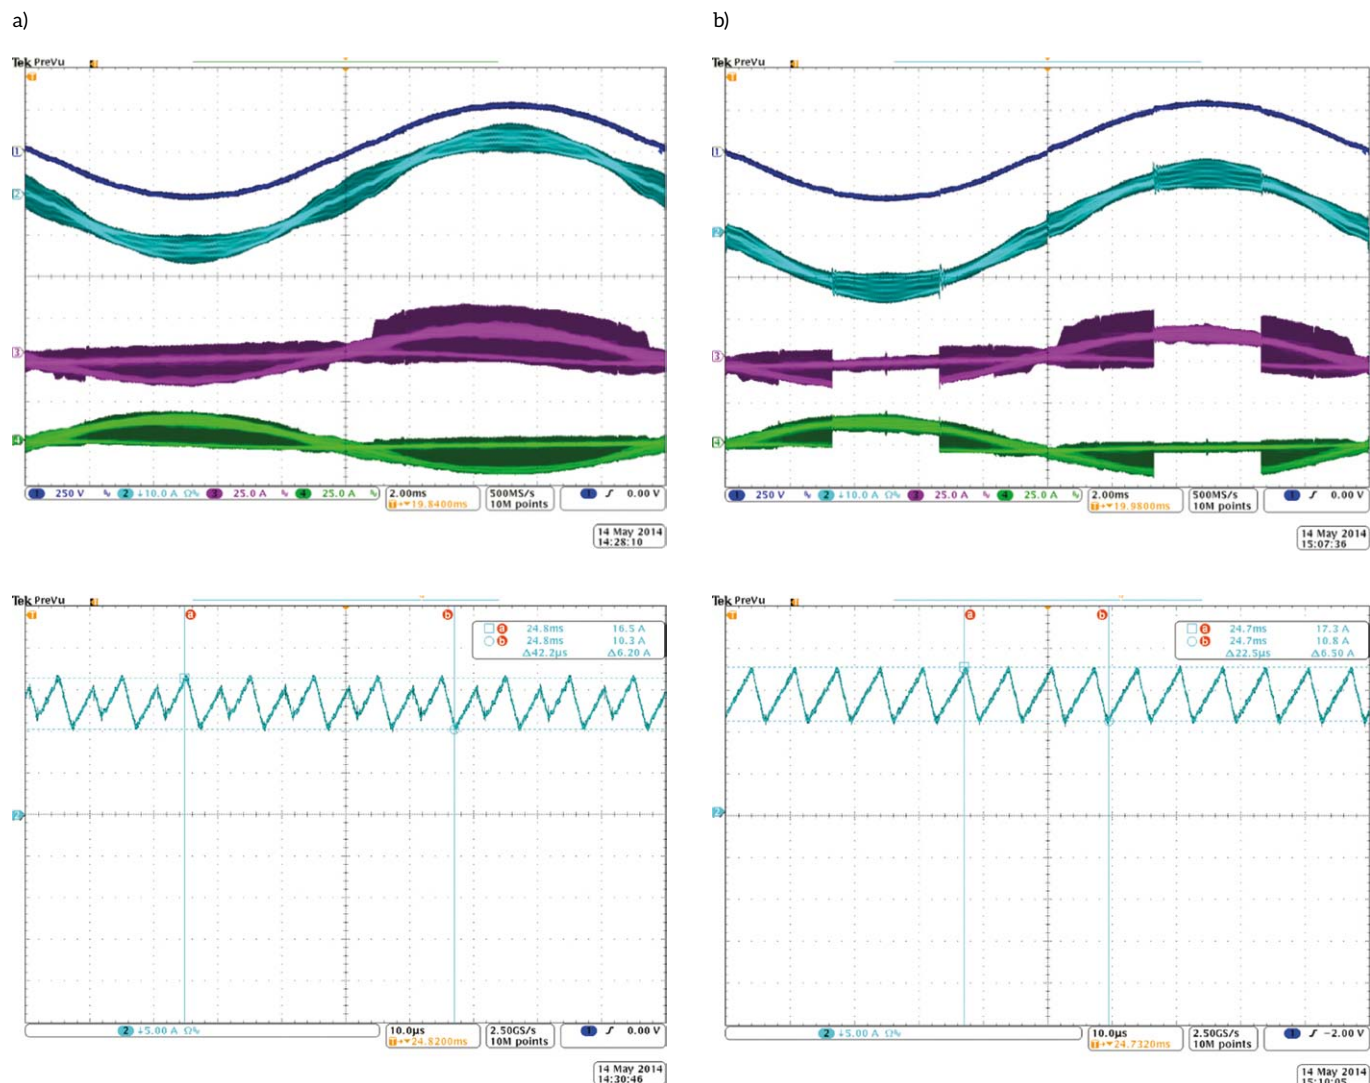 a)
b)
Tek PreVu
T
1
2
3
4
1 250 V 2 10.0 A Ω 3 25.0 A 4 25.0 A
2.00ms
T→▼19.8400ms
500MS/s
10M points
1 ∫ 0.00 V
14 May 2014
14:28:10
Tek PreVu
T
1
2
3
4
1 250 V 2 ↓10.0 A Ω 3 25.0 A 4 25.0 A
2.00ms
T→▼19.9800ms
500MS/s
10M points
1 ∫ 0.00 V
14 May 2014
15:07:36
Tek PreVu
T
a
b
a 24.8ms 16.5 A
b 24.8ms 10.3 A
Δ42.2µs Δ6.20 A
2
2 ↓5.00 A Ω
10.0µs
T→▼24.8200ms
2.50GS/s
10M points
1 ∫ 0.00 V
14 May 2014
14:30:46
Tek PreVu
T
a
b
a 24.7ms 17.3 A
b 24.7ms 10.8 A
Δ22.5µs Δ6.50 A
2
2 ↓5.00 A Ω
10.0µs
T→▼24.7320ms
2.50GS/s
10M points
1 ∫ −2.00 V
14 May 2014